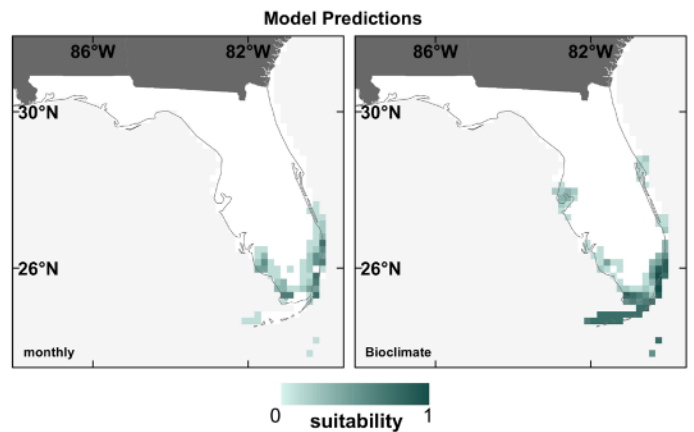 Model Predictions
86°W 82°W 86°W 82°W
30°N 30°N
26°N 26°N
monthly Bioclimate
0 suitability 1